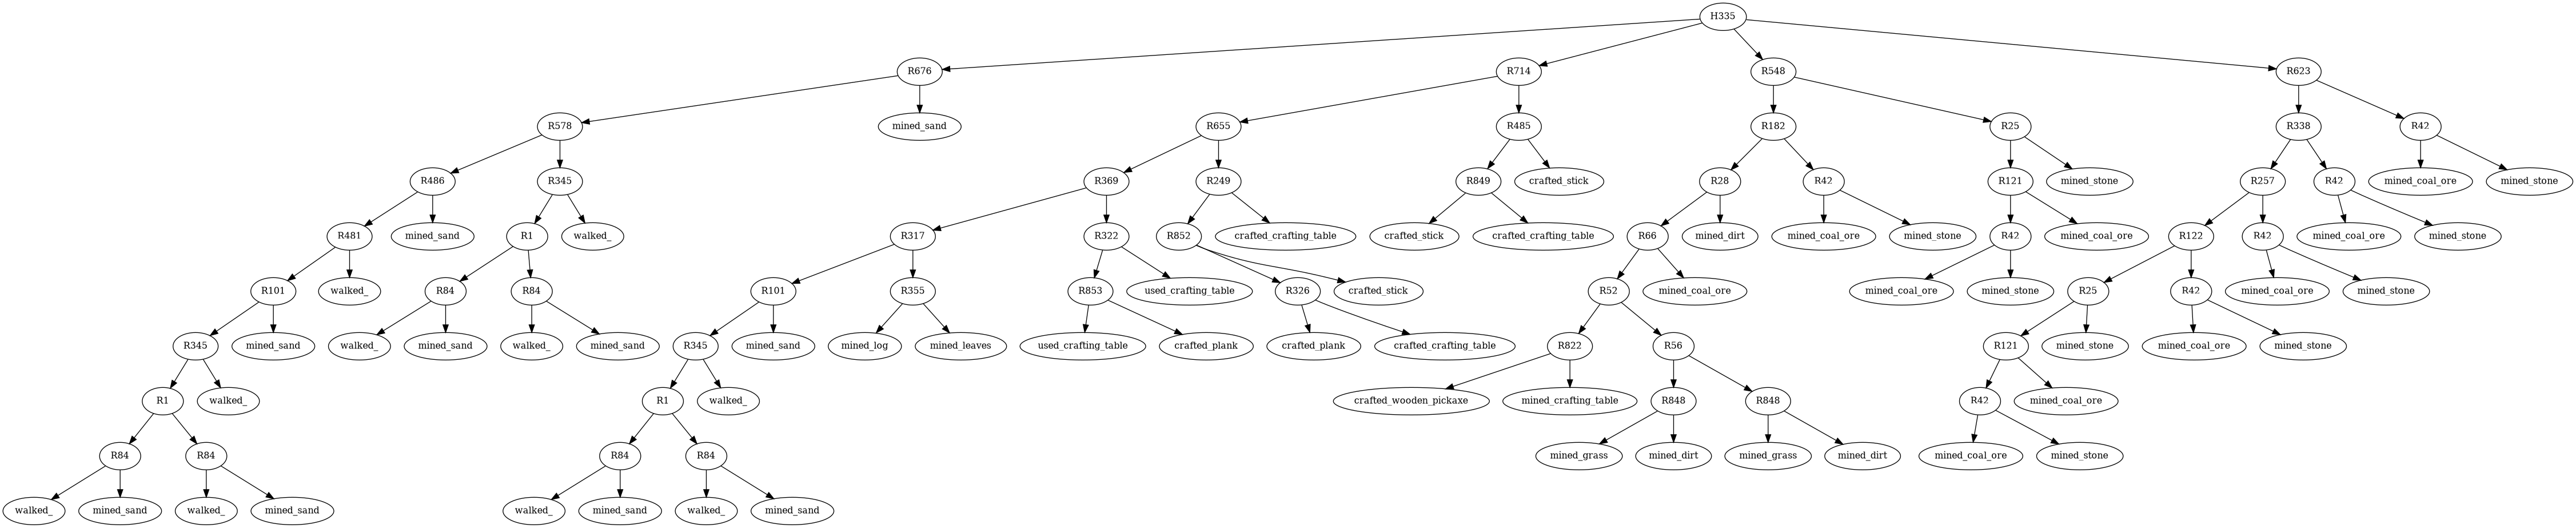 H335
R676
R714
R548
R623
R578
mined_sand
R655
R485
R182
R25
R338
R42
R486
R345
R369
R249
R849
crafted_stick
R28
R42
R121
mined_stone
R257
R42
mined_coal_ore
mined_stone
R481
mined_sand
R1
walked_
R317
R322
R852
crafted_crafting_table
crafted_stick
crafted_crafting_table
R66
mined_dirt
mined_coal_ore
mined_stone
R42
mined_coal_ore
R122
R42
mined_coal_ore
mined_stone
R101
walked_
R84
R84
R101
R355
R853
used_crafting_table
R326
crafted_stick
R52
mined_coal_ore
mined_coal_ore
mined_stone
R25
R42
mined_coal_ore
mined_stone
R345
mined_sand
walked_
mined_sand
walked_
mined_sand
R345
mined_sand
mined_log
mined_leaves
used_crafting_table
crafted_plank
crafted_plank
crafted_crafting_table
R822
R56
R121
mined_stone
mined_coal_ore
mined_stone
R1
walked_
R1
walked_
crafted_wooden_pickaxe
mined_crafting_table
R848
R848
R42
mined_coal_ore
R84
R84
R84
R84
mined_grass
mined_dirt
mined_grass
mined_dirt
mined_coal_ore
mined_stone
walked_
mined_sand
walked_
mined_sand
walked_
mined_sand
walked_
mined_sand